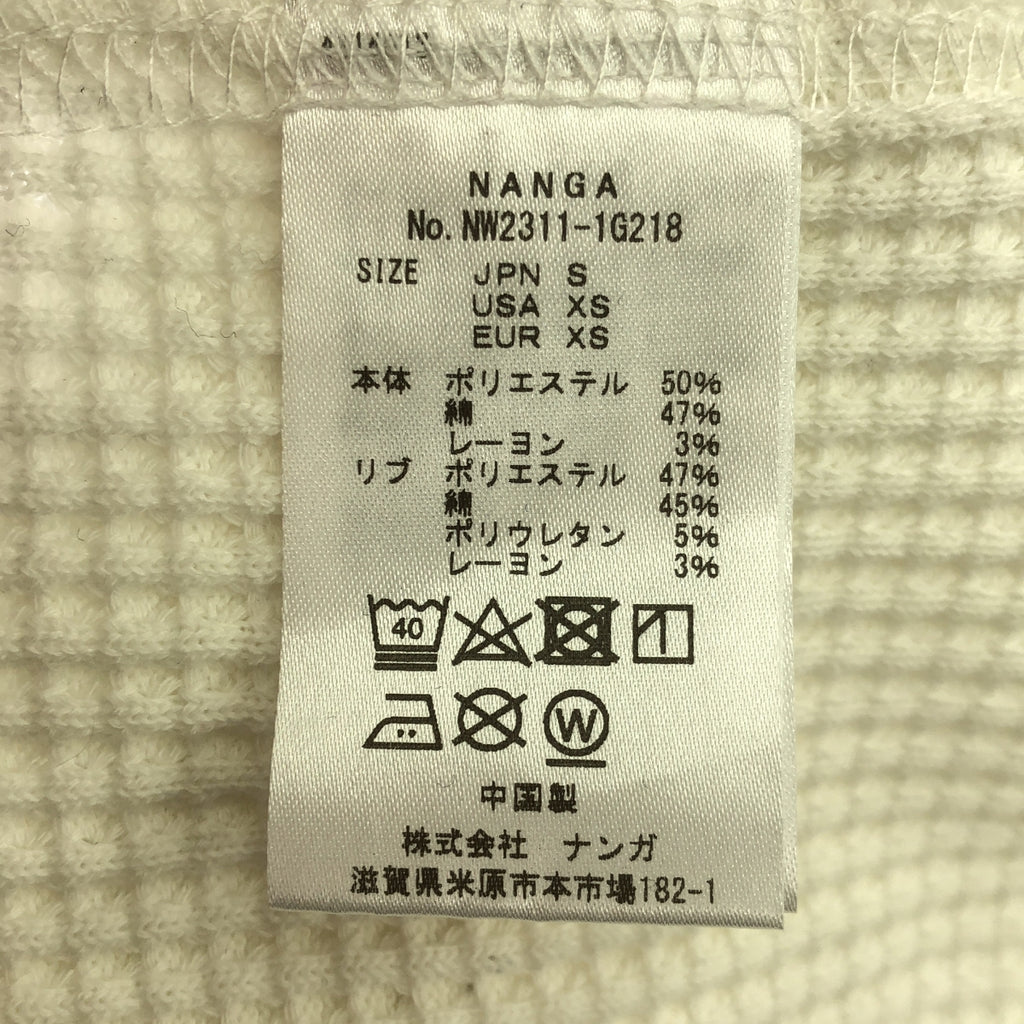 NANGA
No. NW2311-1G218
SIZE JPN S
USA XS
EUR XS
本体 ポリエステル 50%
綿 47%
レーヨン 3%
リブ ポリエステル 47%
綿 45%
ポリウレタン 5%
レーヨン 3%
40
W
中国製
株式会社 ナンガ
滋賀県米原市本市場182-1